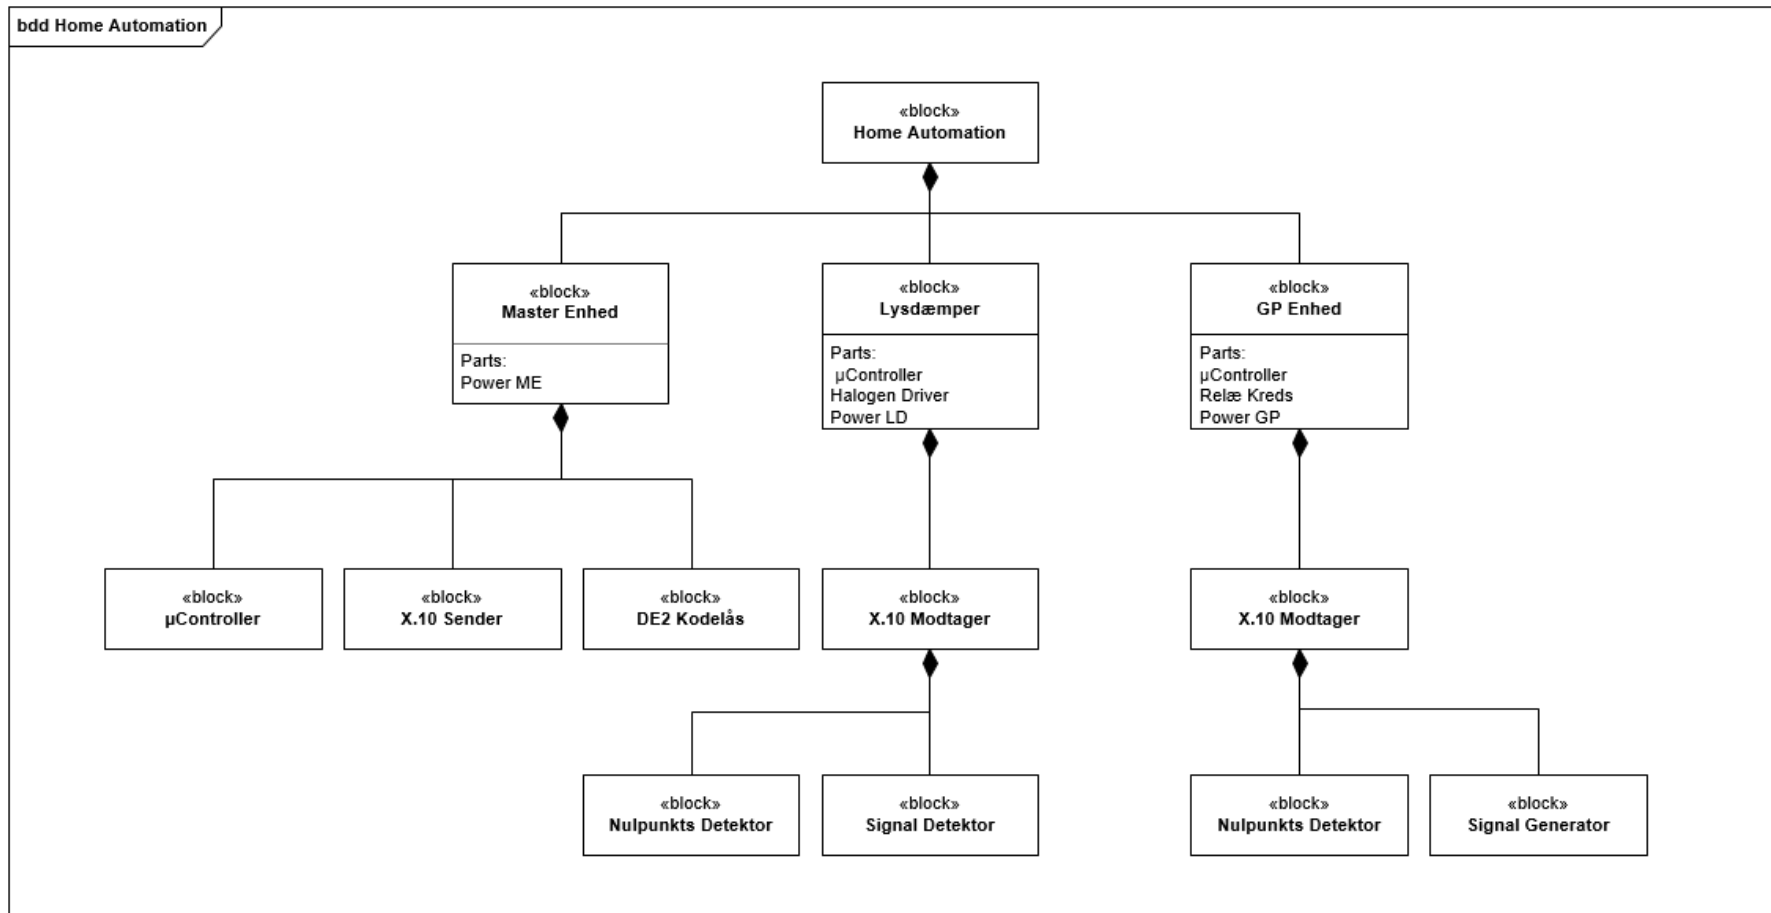 bdd Home Automation
«block»
Home Automation
«block»
Master Enhed
Parts:
Power ME
«block»
Lysdæmper
Parts:
µController
Halogen Driver
Power LD
«block»
GP Enhed
Parts:
µController
Relæ Kreds
Power GP
«block»
µController
«block»
X.10 Sender
«block»
DE2 Kodelås
«block»
X.10 Modtager
«block»
X.10 Modtager
«block»
Nulpunkts Detektor
«block»
Signal Detektor
«block»
Nulpunkts Detektor
«block»
Signal Generator